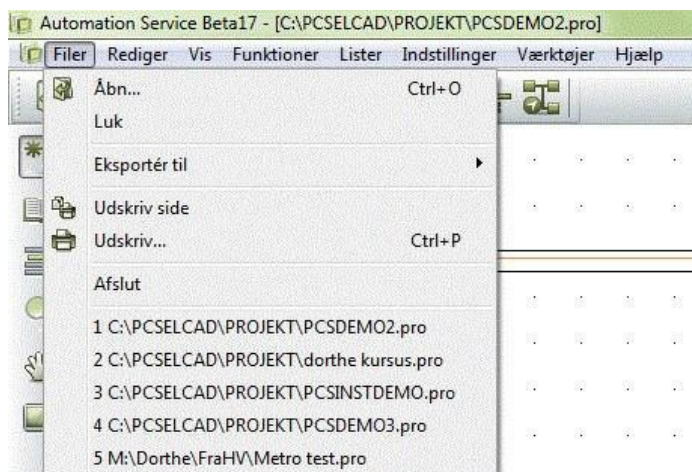 Automation Service Beta17 - [C:\PCSELCAD\PROJEKT\PCSDEMO2.pro]
Filer Rediger Vis Funktioner Lister Indstillinger Værktøjer Hjælp
Åbn... Ctrl+O
Luk
Eksportér til
Udskriv side
Udskriv... Ctrl+P
Afslut
1 C:\PCSELCAD\PROJEKT\PCSDEMO2.pro
2 C:\PCSELCAD\PROJEKT\dorthe kursus.pro
3 C:\PCSELCAD\PROJEKT\PCSINSTDEMO.pro
4 C:\PCSELCAD\PROJEKT\PCSDEMO3.pro
5 M:\Dorthe\FraHV\Metro test.pro